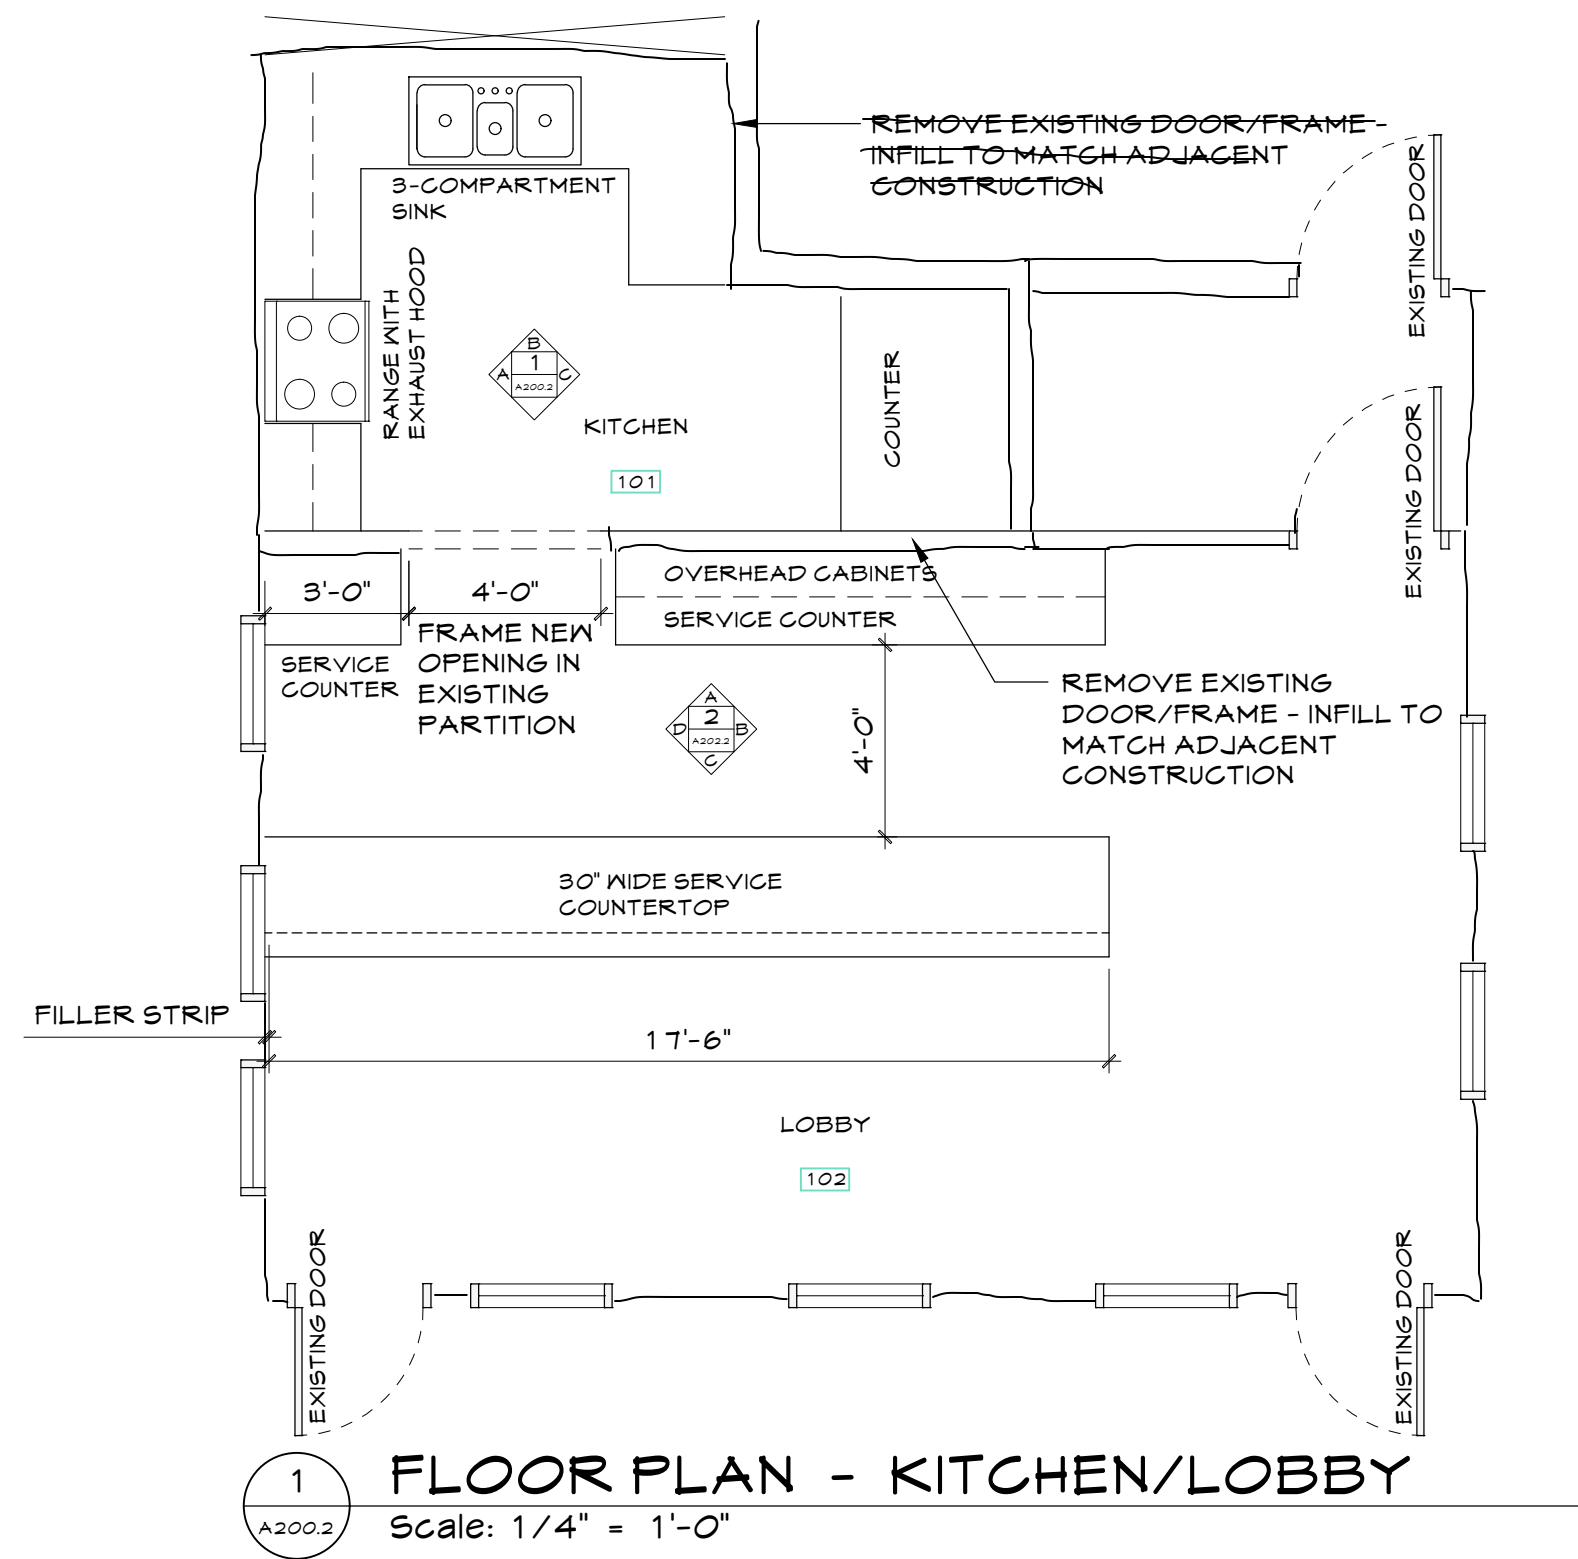 REMOVE EXISTING DOOR/FRAME -
INFILL TO MATCH ADJACENT
CONSTRUCTION
EXISTING DOOR
3-COMPARTMENT
SINK
RANGE WITH
EXHAUST HOOD
B
A 1 C
A200.2
KITCHEN
101
COUNTER
EXISTING DOOR
OVERHEAD CABINETS
SERVICE COUNTER
3'-0"
4'-0"
FRAME NEW
OPENING IN
EXISTING
PARTITION
SERVICE
COUNTER
A
D 2 B
A202.2
C
4'-0"
REMOVE EXISTING
DOOR/FRAME - INFILL TO
MATCH ADJACENT
CONSTRUCTION
30" WIDE SERVICE
COUNTERTOP
FILLER STRIP
17'-6"
LOBBY
102
EXISTING DOOR
EXISTING DOOR
1
A200.2
FLOOR PLAN - KITCHEN/LOBBY
Scale: 1/4" = 1'-0"